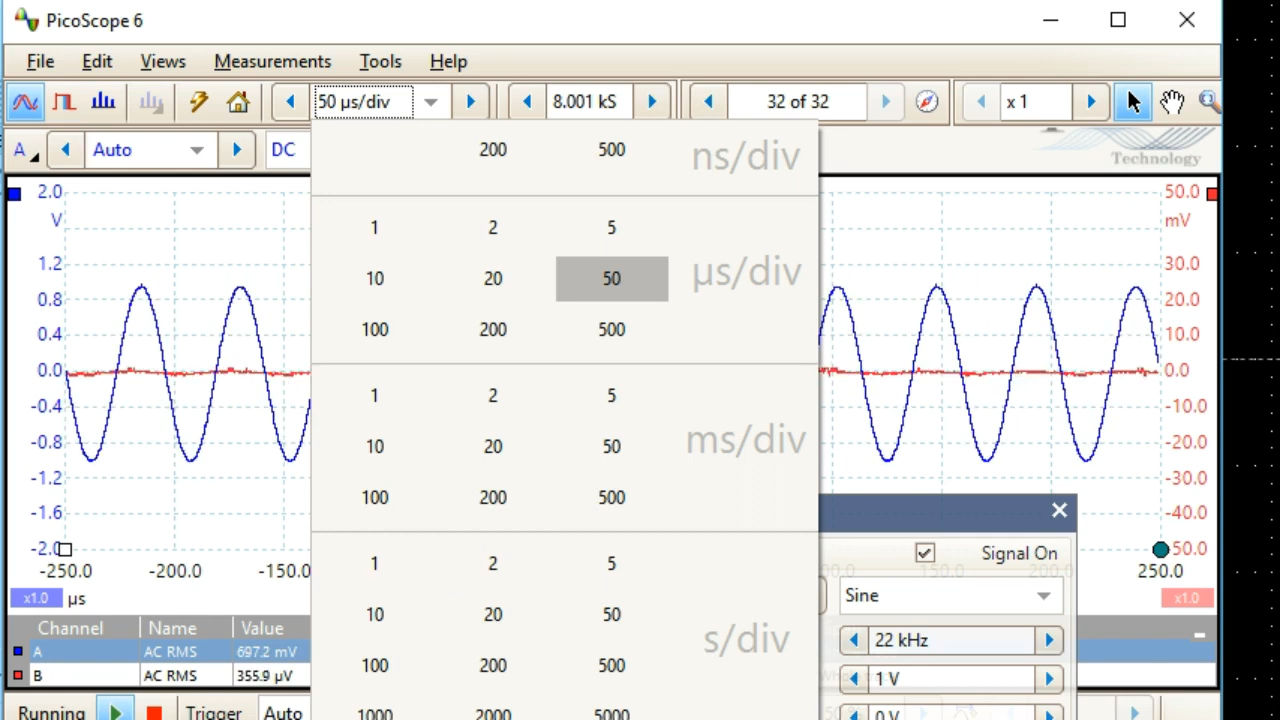 PicoScope 6
File Edit Views Measurements Tools Help
50 µs/div 8.001 kS 32 of 32 x 1
A Auto DC
Technology
200 500 ns/div
1 2 5
10 20 50 µs/div
100 200 500
1 2 5
10 20 50 ms/div
100 200 500
1 2 5
10 20 50
100 200 500 s/div
1000 2000 5000
2.0 50.0
V mV
1.2 30.0
0.8 20.0
0.4 10.0
0.0 0.0
-0.4 -10.0
-0.8 -20.0
-1.2 -30.0
-1.6 -40.0
-2.0 -50.0
-250.0 -200.0 -150.0 150.0 200.0 250.0
x1.0 µs x1.0
Signal On
Sine
22 kHz
1 V
0 V
Channel Name Value
A AC RMS 697.2 mV
B AC RMS 355.9 µV
Running Trigger Auto